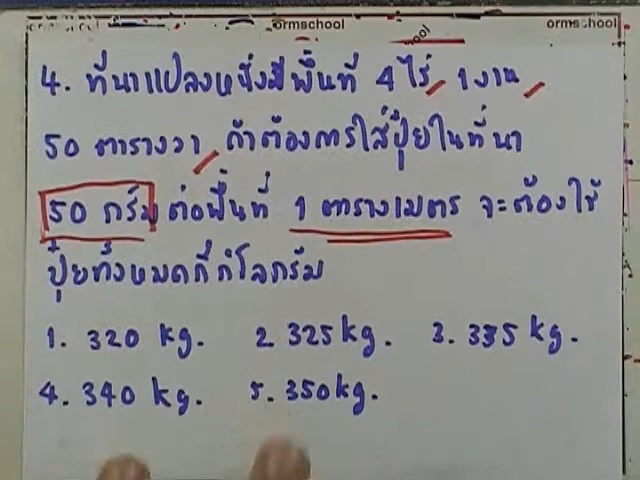 ormschool
ormschool
4. ที่นาแปลงหนึ่งมีพื้นที่ 4 ไร่ 1 งาน
50 ตารางวา ถ้าต้องการใส่ปุ๋ยในที่นา
50 กรัม ต่อพื้นที่ 1 ตารางเมตร จะต้องใช้
ปุ๋ยทั้งหมดกี่กิโลกรัม
1. 320 kg. 2. 325 kg. 3. 335 kg.
4. 340 kg. 5. 350 kg.